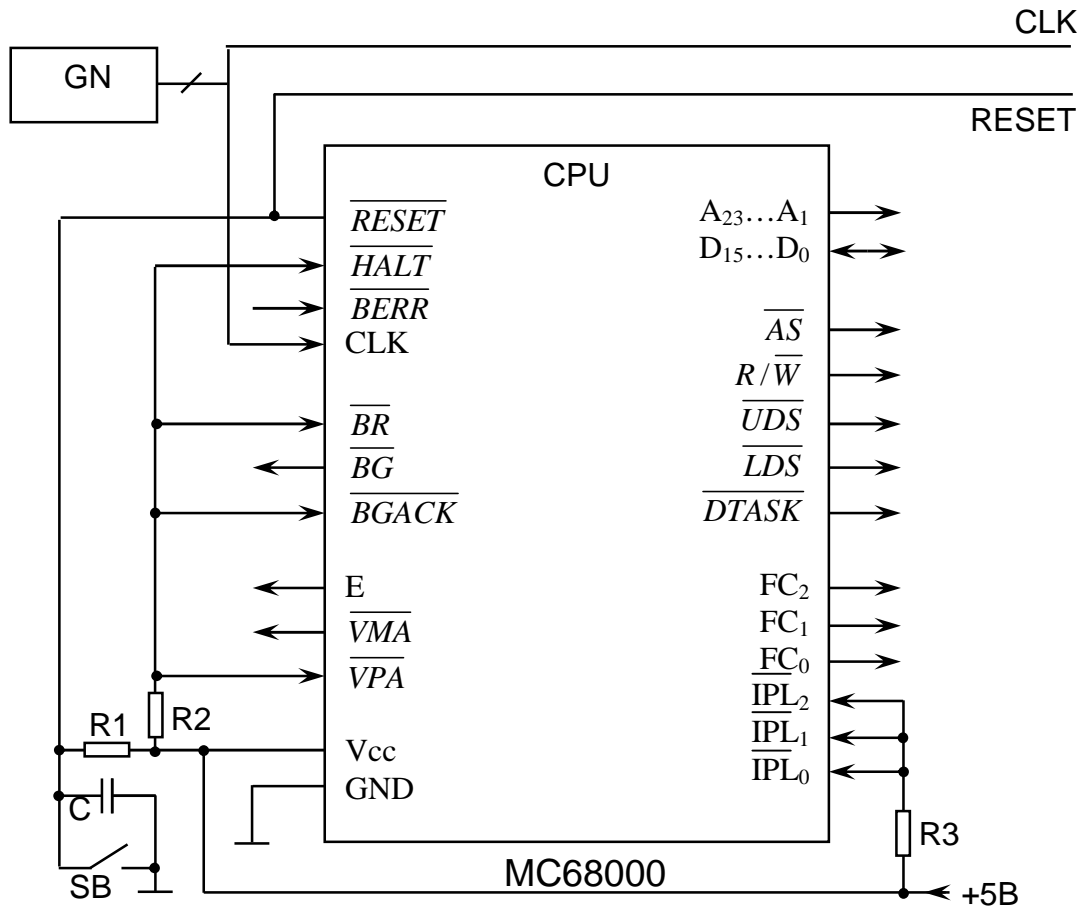 CLK
GN
RESET
CPU
RESET
HALT
BERR
CLK
BR
BG
BGACK
E
VMA
VPA
Vcc
GND
A₂₃…A₁
D₁₅…D₀
AS
R/W
UDS
LDS
DTASK
FC₂
FC₁
FC₀
IPL₂
IPL₁
IPL₀
R1
R2
C
SB
R3
MC68000
+5В